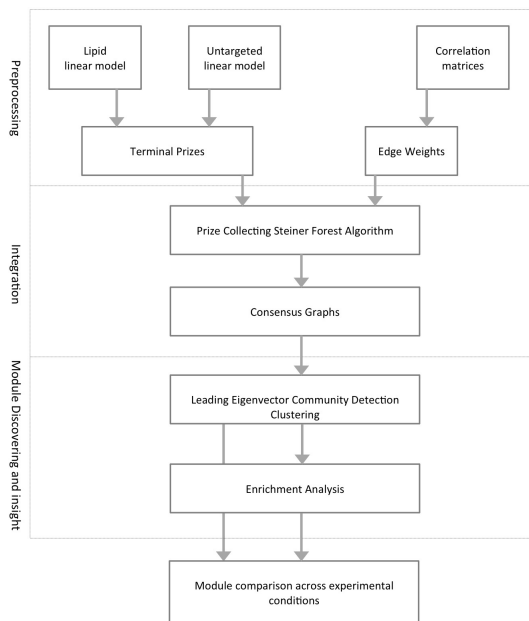 Preprocessing
Lipid
linear model
Untargeted
linear model
Correlation
matrices
Terminal Prizes
Edge Weights
Integration
Prize Collecting Steiner Forest Algorithm
Consensus Graphs
Module Discovering and insight
Leading Eigenvector Community Detection
Clustering
Enrichment Analysis
Module comparison across experimental
conditions